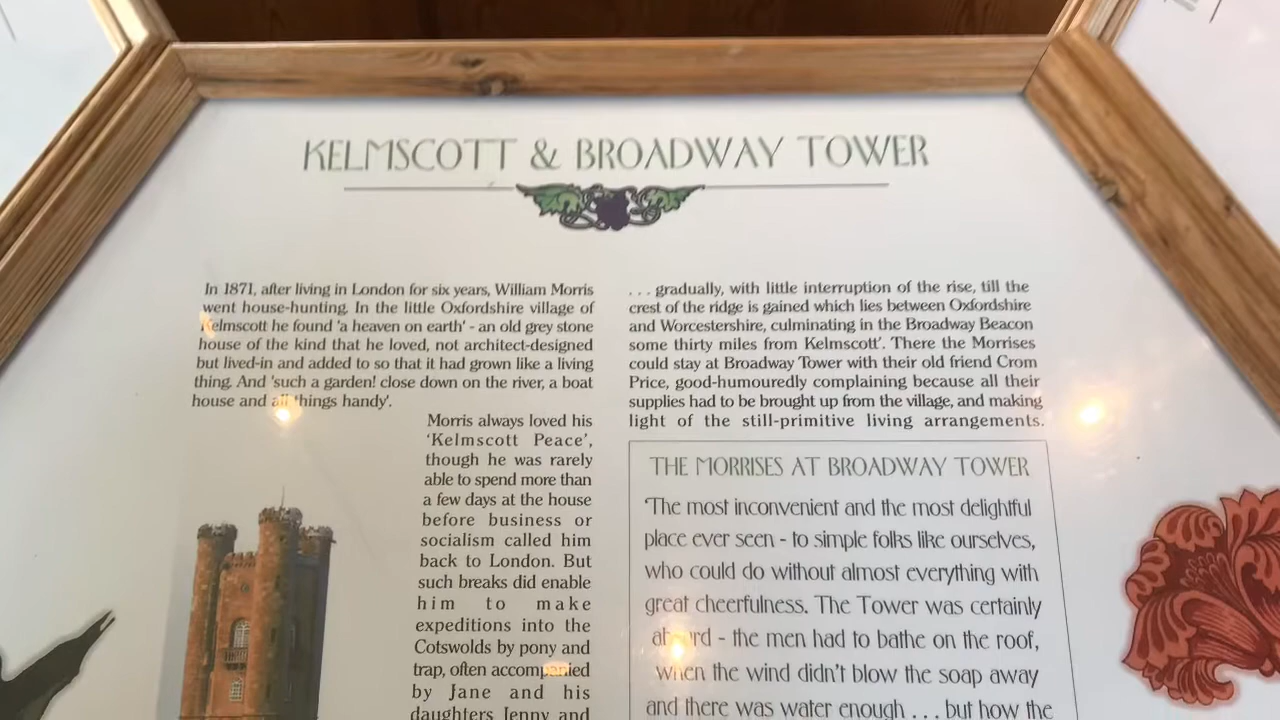 KELMSCOTT & BROADWAY TOWER
In 1871, after living in London for six years, William Morris
went house-hunting. In the little Oxfordshire village of
Kelmscott he found 'a heaven on earth' - an old grey stone
house of the kind that he loved, not architect-designed
but lived-in and added to so that it had grown like a living
thing. And 'such a garden! close down on the river, a boat
house and all things handy'.
Morris always loved his
'Kelmscott Peace',
though he was rarely
able to spend more than
a few days at the house
before business or
socialism called him
back to London. But
such breaks did enable
him to make
expeditions into the
Cotswolds by pony and
trap, often accompanied
by Jane and his
daughters Jenny and
. . . gradually, with little interruption of the rise, till the
crest of the ridge is gained which lies between Oxfordshire
and Worcestershire, culminating in the Broadway Beacon
some thirty miles from Kelmscott'. There the Morrises
could stay at Broadway Tower with their old friend Crom
Price, good-humouredly complaining because all their
supplies had to be brought up from the village, and making
light of the still-primitive living arrangements.
THE MORRISES AT BROADWAY TOWER
'The most inconvenient and the most delightful
place ever seen - to simple folks like ourselves,
who could do without almost everything with
great cheerfulness. The Tower was certainly
absurd - the men had to bathe on the roof,
when the wind didn't blow the soap away
and there was water enough . . . but how the